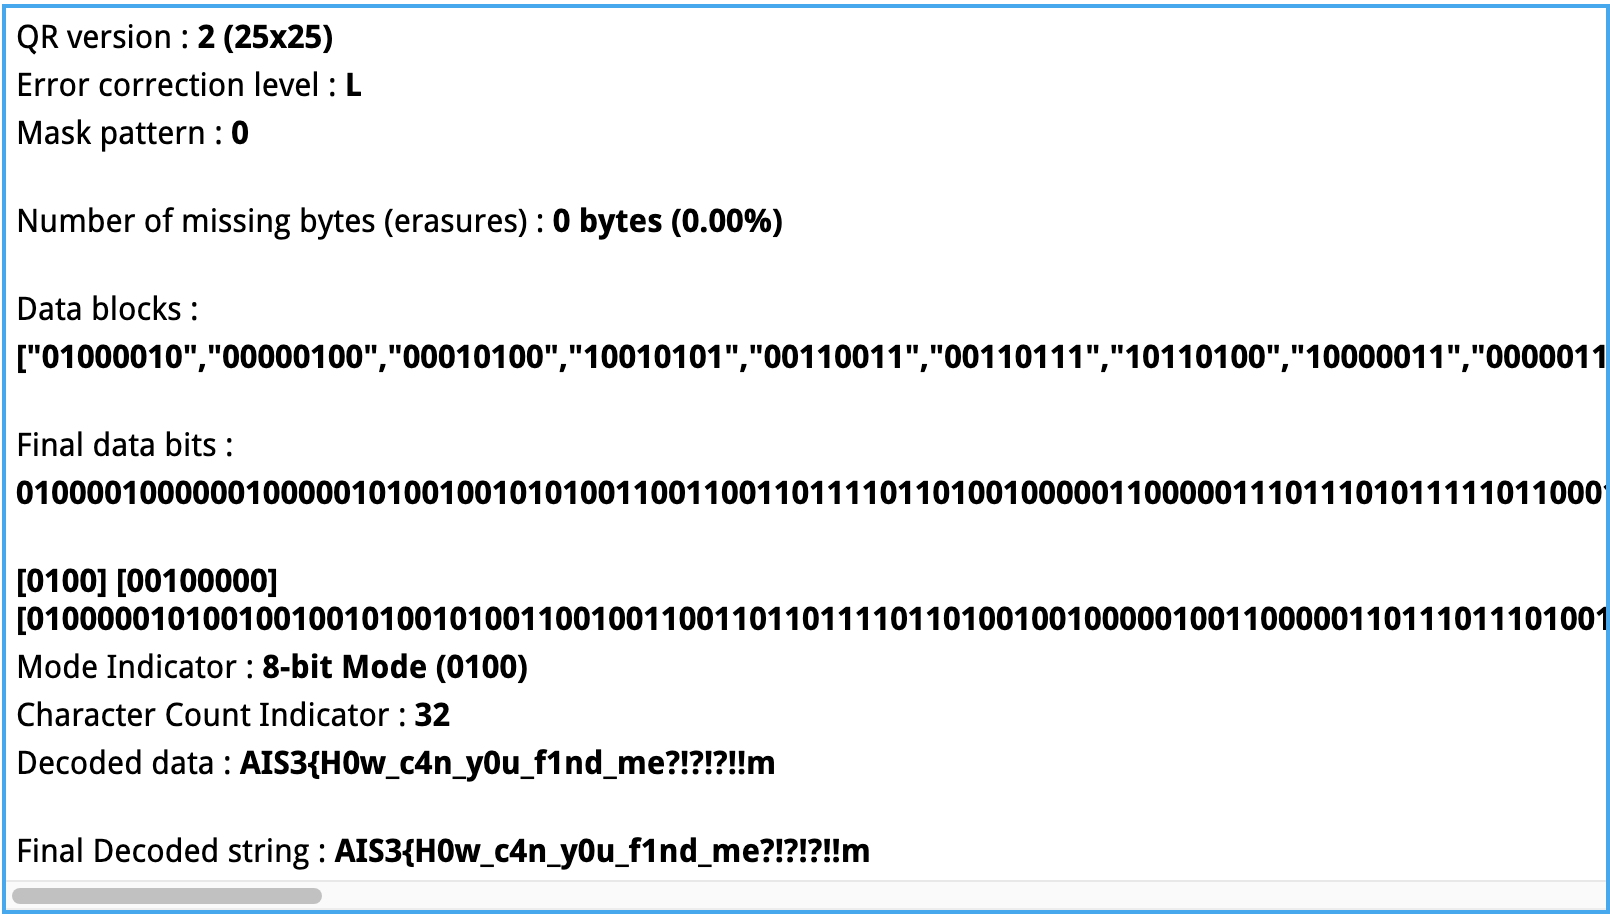 QR version : 2 (25x25)
Error correction level : L
Mask pattern : 0
Number of missing bytes (erasures) : 0 bytes (0.00%)
Data blocks :
["01000010","00000100","00010100","10010101","00110011","00110111","10110100","10000011","0000011
Final data bits :
010000100000010000010100100101010011001100110111101101001000001100000111011101011111011000
[0100] [00100000]
[010000010100100100101001010011001001100110110111101101001001000001001100000110111011101001
Mode Indicator : 8-bit Mode (0100)
Character Count Indicator : 32
Decoded data : AIS3{H0w_c4n_y0u_f1nd_me?!?!?!!m
Final Decoded string : AIS3{H0w_c4n_y0u_f1nd_me?!?!?!!m